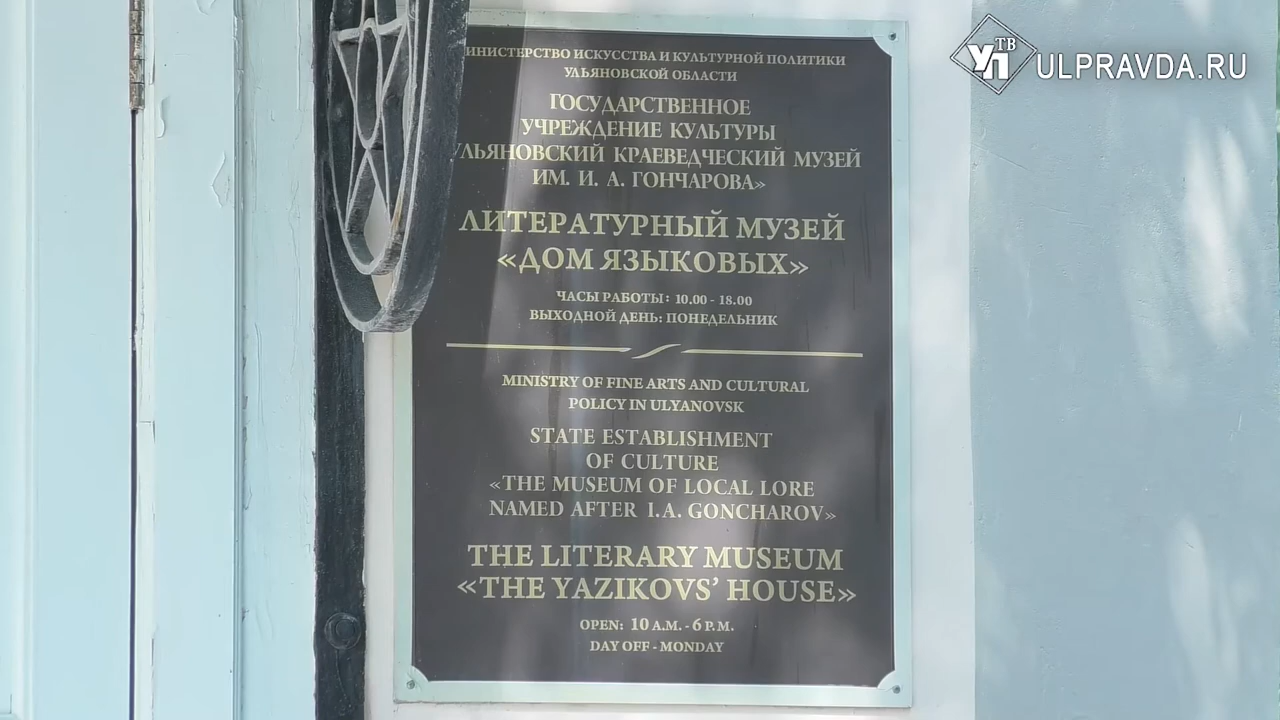 МИНИСТЕРСТВО ИСКУССТВА И КУЛЬТУРНОЙ ПОЛИТИКИ
УЛЬЯНОВСКОЙ ОБЛАСТИ
ГОСУДАРСТВЕННОЕ
УЧРЕЖДЕНИЕ КУЛЬТУРЫ
УЛЬЯНОВСКИЙ КРАЕВЕДЧЕСКИЙ МУЗЕЙ
ИМ. И. А. ГОНЧАРОВА»
ЛИТЕРАТУРНЫЙ МУЗЕЙ
«ДОМ ЯЗЫКОВЫХ»
ЧАСЫ РАБОТЫ: 10.00 - 18.00
ВЫХОДНОЙ ДЕНЬ: ПОНЕДЕЛЬНИК
MINISTRY OF FINE ARTS AND CULTURAL
POLICY IN ULYANOVSK
STATE ESTABLISHMENT
OF CULTURE
«THE MUSEUM OF LOCAL LORE
NAMED AFTER I.A. GONCHAROV»
THE LITERARY MUSEUM
«THE YAZIKOVS’ HOUSE»
OPEN: 10 A.M. - 6 P.M.
DAY OFF - MONDAY
УП ТВ ULPRAVDA.RU